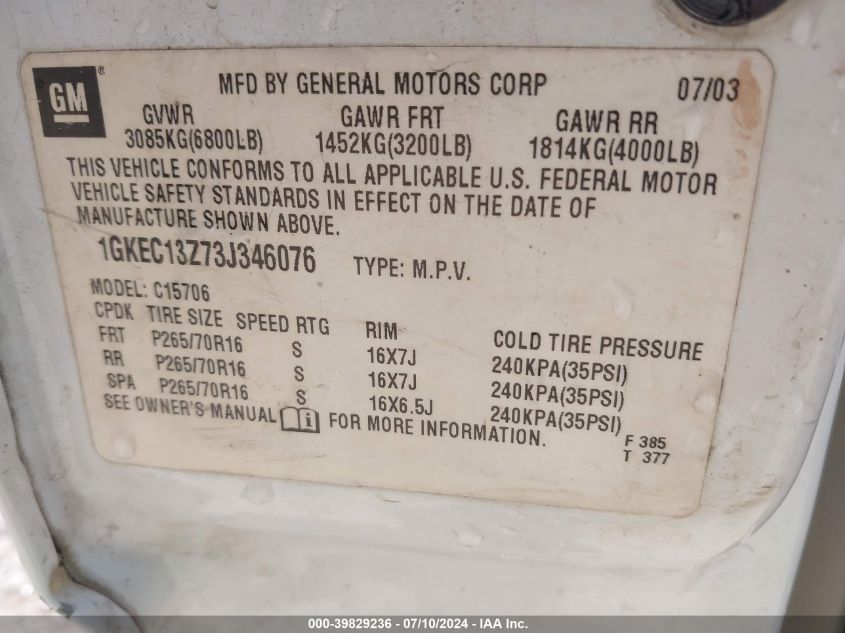 GM ® MFD BY GENERAL MOTORS CORP 07/03
GVWR GAWR FRT GAWR RR
3085KG(6800LB) 1452KG(3200LB) 1814KG(4000LB)
THIS VEHICLE CONFORMS TO ALL APPLICABLE U.S. FEDERAL MOTOR
VEHICLE SAFETY STANDARDS IN EFFECT ON THE DATE OF
MANUFACTURE SHOWN ABOVE.
1GKEC13Z73J346076 TYPE: M.P.V.
MODEL: C15706
CPDK TIRE SIZE SPEED RTG RIM COLD TIRE PRESSURE
FRT P265/70R16 S 16X7J 240KPA(35PSI)
RR P265/70R16 S 16X7J 240KPA(35PSI)
SPA P265/70R16 S 16X6.5J 240KPA(35PSI)
SEE OWNER'S MANUAL i FOR MORE INFORMATION.
F 385
T 377
000-39829236 - 07/10/2024 - IAA Inc.